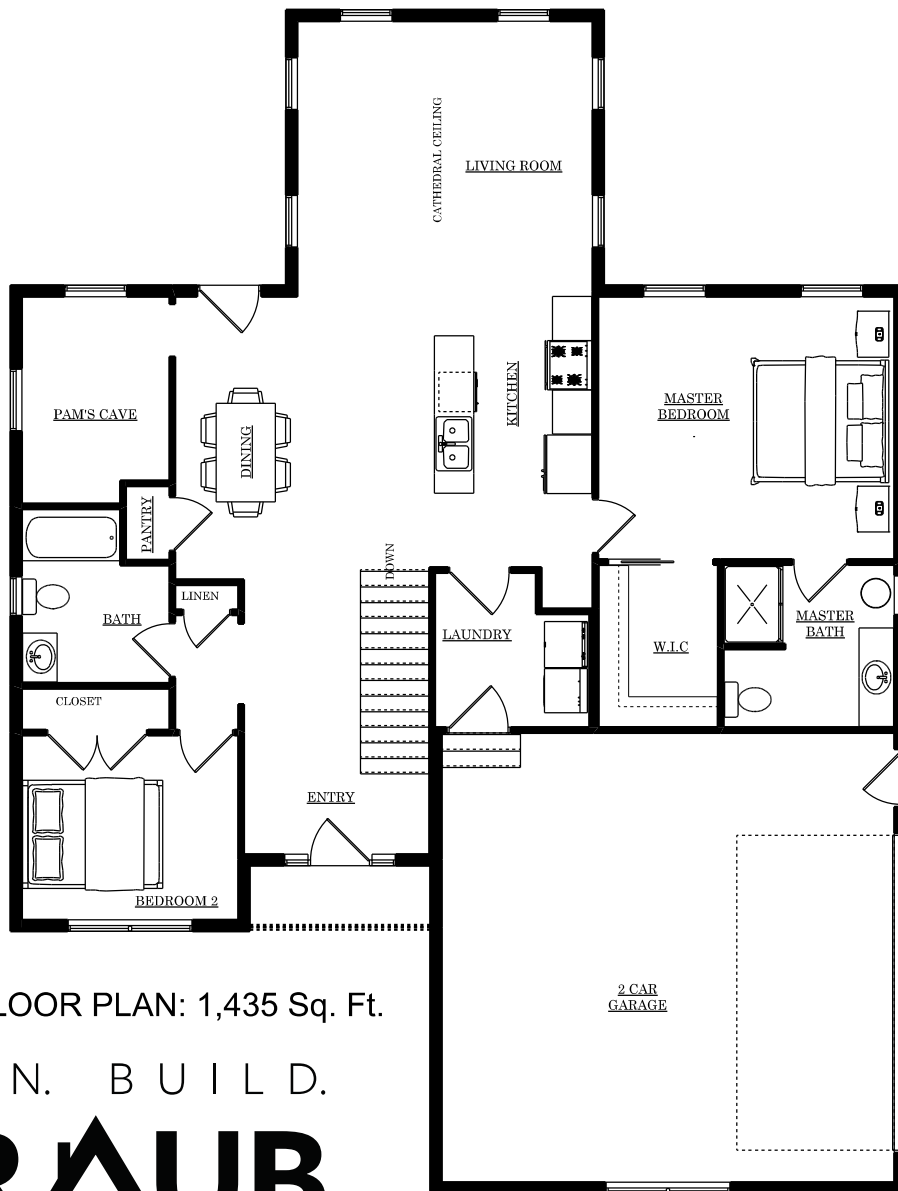 CATHEDRAL CEILING
LIVING ROOM
PAM'S CAVE
DINING
KITCHEN
MASTER
BEDROOM
PANTRY
DOWN
LINEN
BATH
LAUNDRY
W.I.C
MASTER
BATH
CLOSET
ENTRY
BEDROOM 2
2 CAR
GARAGE
LOOR PLAN: 1,435 Sq. Ft.
N. BUILD.